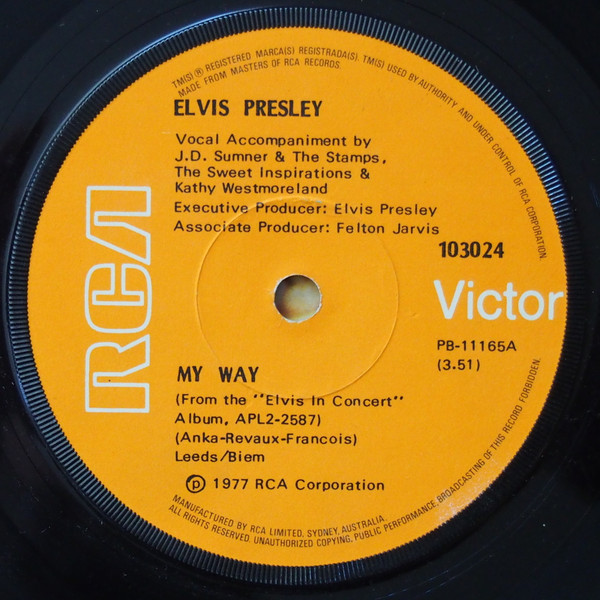 TM(S) ® REGISTERED MARCA(S) REGISTRADA(S). TM(S) USED BY AUTHORITY AND UNDER CONTROL OF RCA CORPORATION.
MADE FROM MASTERS OF RCA RECORDS.
ELVIS PRESLEY
Vocal Accompaniment by
J.D. Sumner & The Stamps,
The Sweet Inspirations &
Kathy Westmoreland
Executive Producer: Elvis Presley
Associate Producer: Felton Jarvis
103024
RCA
Victor
PB-11165A
(3.51)
MY WAY
(From the "Elvis In Concert"
Album, APL2-2587)
(Anka-Revaux-Francois)
Leeds/Biem
℗ 1977 RCA Corporation
MANUFACTURED BY RCA LIMITED, SYDNEY, AUSTRALIA.
ALL RIGHTS RESERVED. UNAUTHORIZED COPYING, PUBLIC PERFORMANCE BROADCASTING OF THIS RECORD FORBIDDEN.